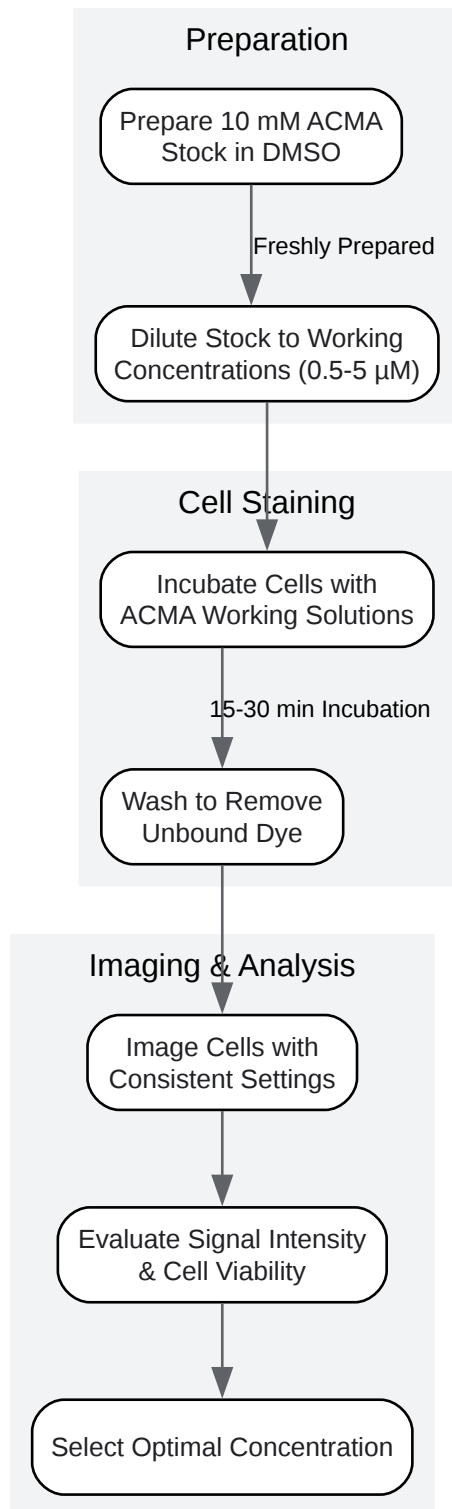 Preparation
Prepare 10 mM ACMA
Stock in DMSO
Freshly Prepared
Dilute Stock to Working
Concentrations (0.5-5 µM)
Cell Staining
Incubate Cells with
ACMA Working Solutions
15-30 min Incubation
Wash to Remove
Unbound Dye
Imaging & Analysis
Image Cells with
Consistent Settings
Evaluate Signal Intensity
& Cell Viability
Select Optimal Concentration